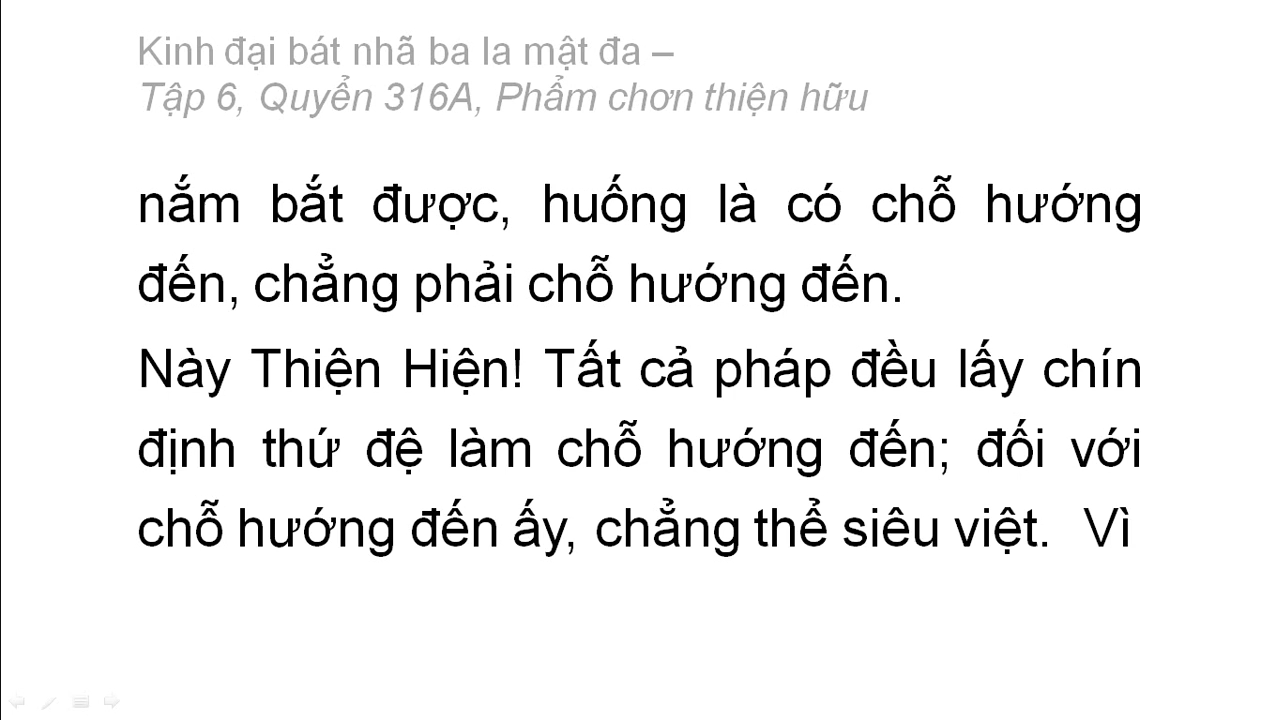 Kinh đại bát nhã ba la mật đa –
Tập 6, Quyển 316A, Phẩm chơn thiện hữu
nắm bắt được, huống là có chỗ hướng
đến, chẳng phải chỗ hướng đến.
Này Thiện Hiện! Tất cả pháp đều lấy chín
định thứ đệ làm chỗ hướng đến; đối với
chỗ hướng đến ấy, chẳng thể siêu việt. Vì